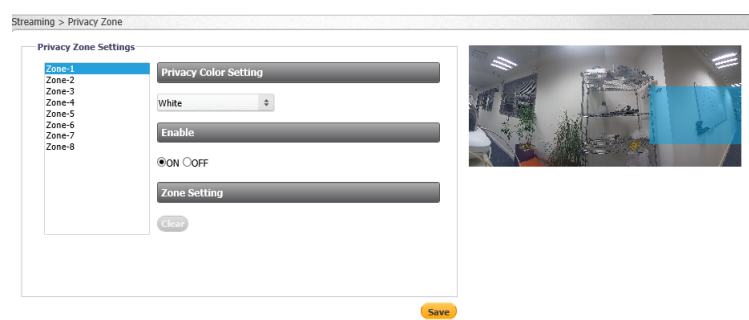 Streaming > Privacy Zone
Privacy Zone Settings
Zone-1
Zone-2
Zone-3
Zone-4
Zone-5
Zone-6
Zone-7
Zone-8
Privacy Color Setting
White
Enable
ON OFF
Zone Setting
Clear
Save